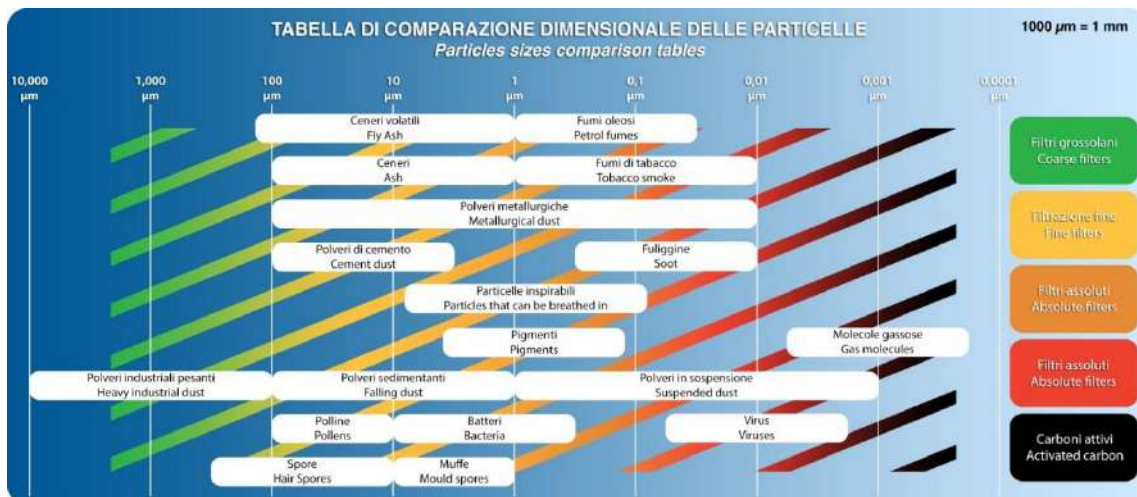 TABELLA DI COMPARAZIONE DIMENSIONALE DELLE PARTICELLE
Particles sizes comparison tables
1000 µm = 1 mm
10,000 µm
1,000 µm
100 µm
10 µm
1 µm
0,1 µm
0,01 µm
0,001 µm
0,0001 µm
Ceneri volatili
Fly Ash
Fumi oleosi
Petrol fumes
Ceneri
Ash
Fumi di tabacco
Tobacco smoke
Polveri metallurgiche
Metallurgical dust
Polveri di cemento
Cement dust
Fuliggine
Soot
Particelle inspirabili
Particles that can be breathed in
Pigmenti
Pigments
Molecole gassose
Gas molecules
Polveri industriali pesanti
Heavy industrial dust
Polveri sedimentanti
Falling dust
Polveri in sospensione
Suspended dust
Polline
Pollens
Batteri
Bacteria
Virus
Viruses
Spore
Hair Spores
Muffe
Mould spores
Filtri grossolani
Coarse filters
Filtrazione fine
Fine filters
Filtri assoluti
Absolute filters
Filtri assoluti
Absolute filters
Carboni attivi
Activated carbon